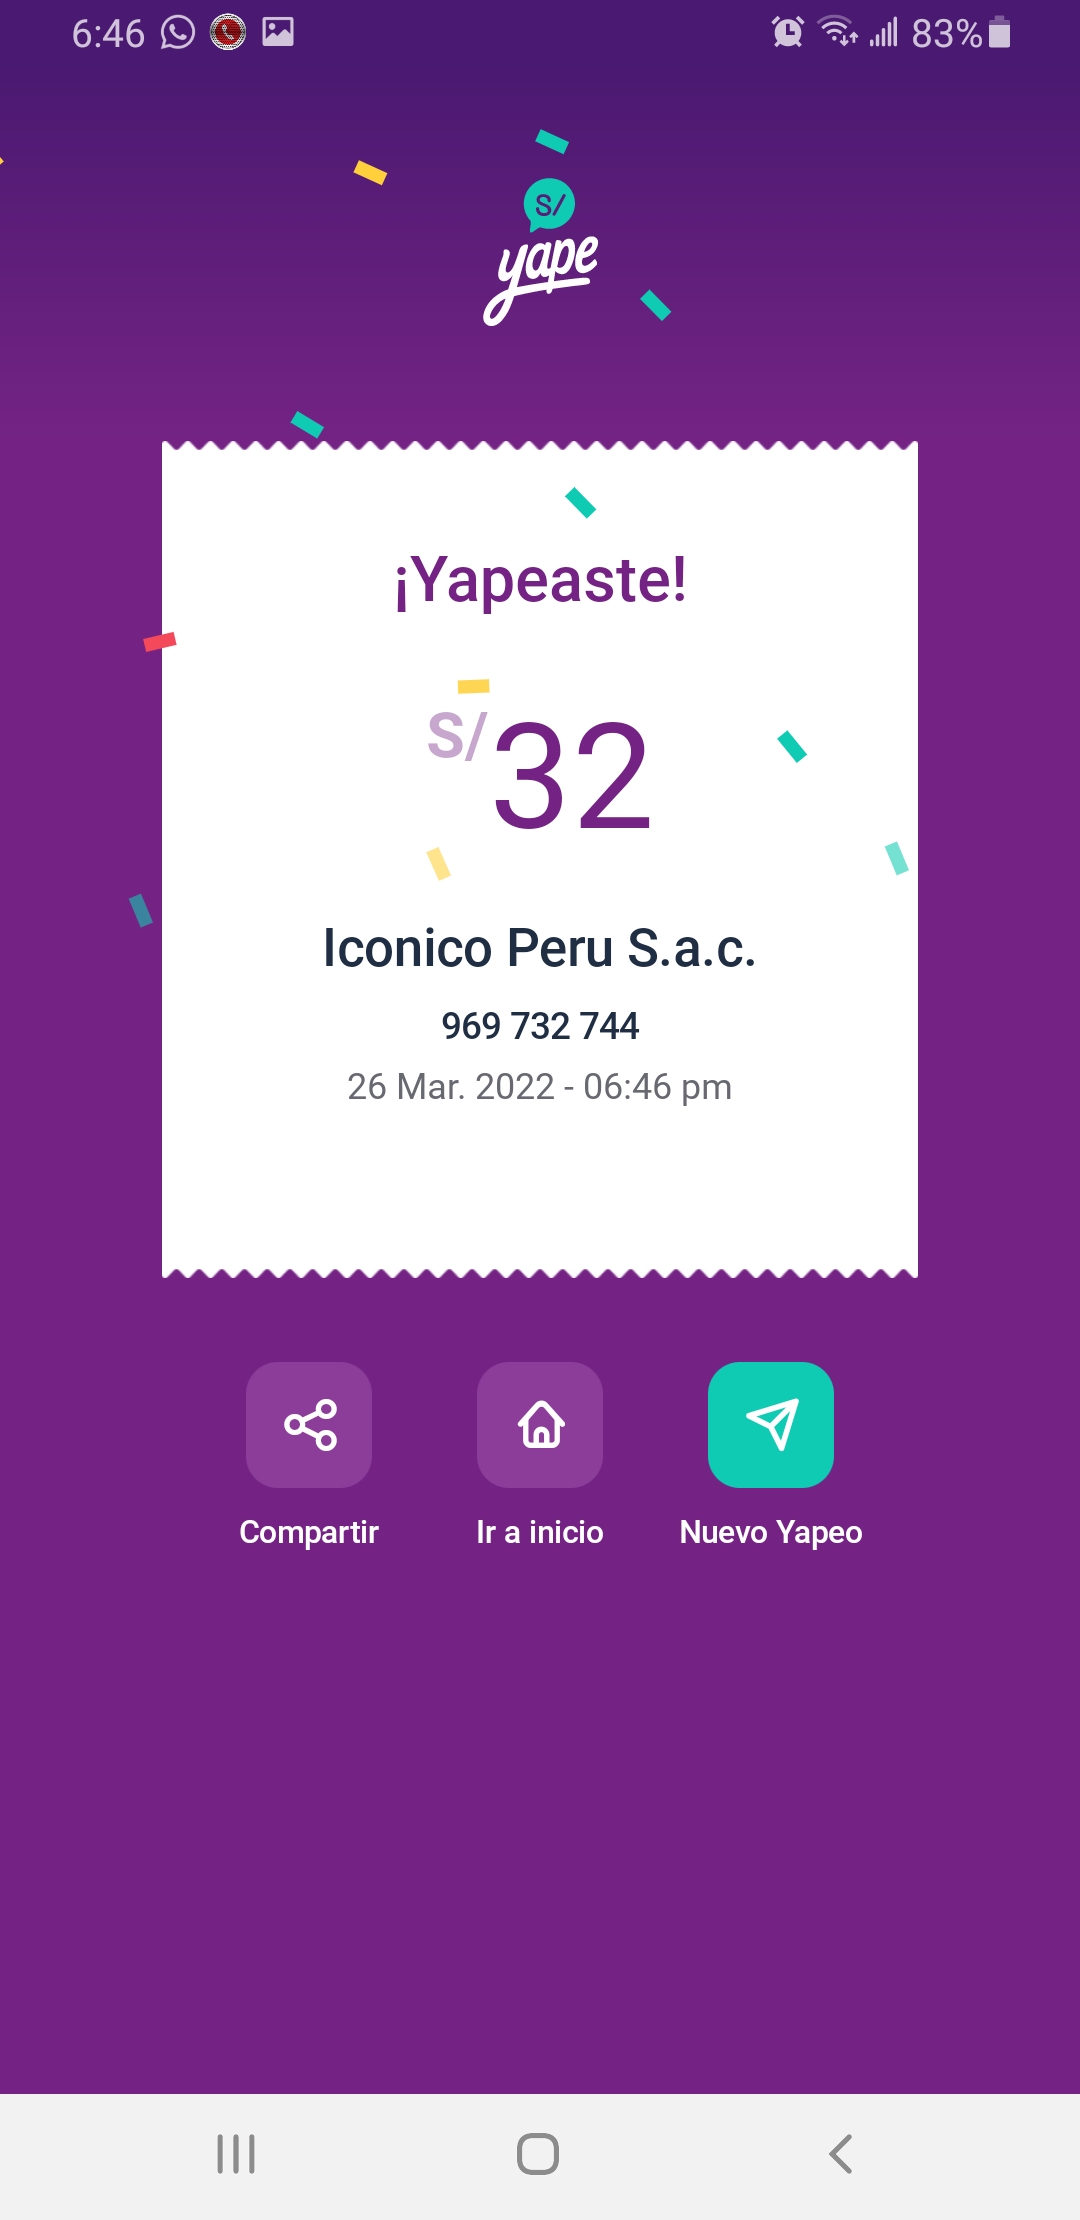 6:46 83%
S/
yape
¡Yapeaste!
S/32
Iconico Peru S.a.c.
969 732 744
26 Mar. 2022 - 06:46 pm
Compartir Ir a inicio Nuevo Yapeo